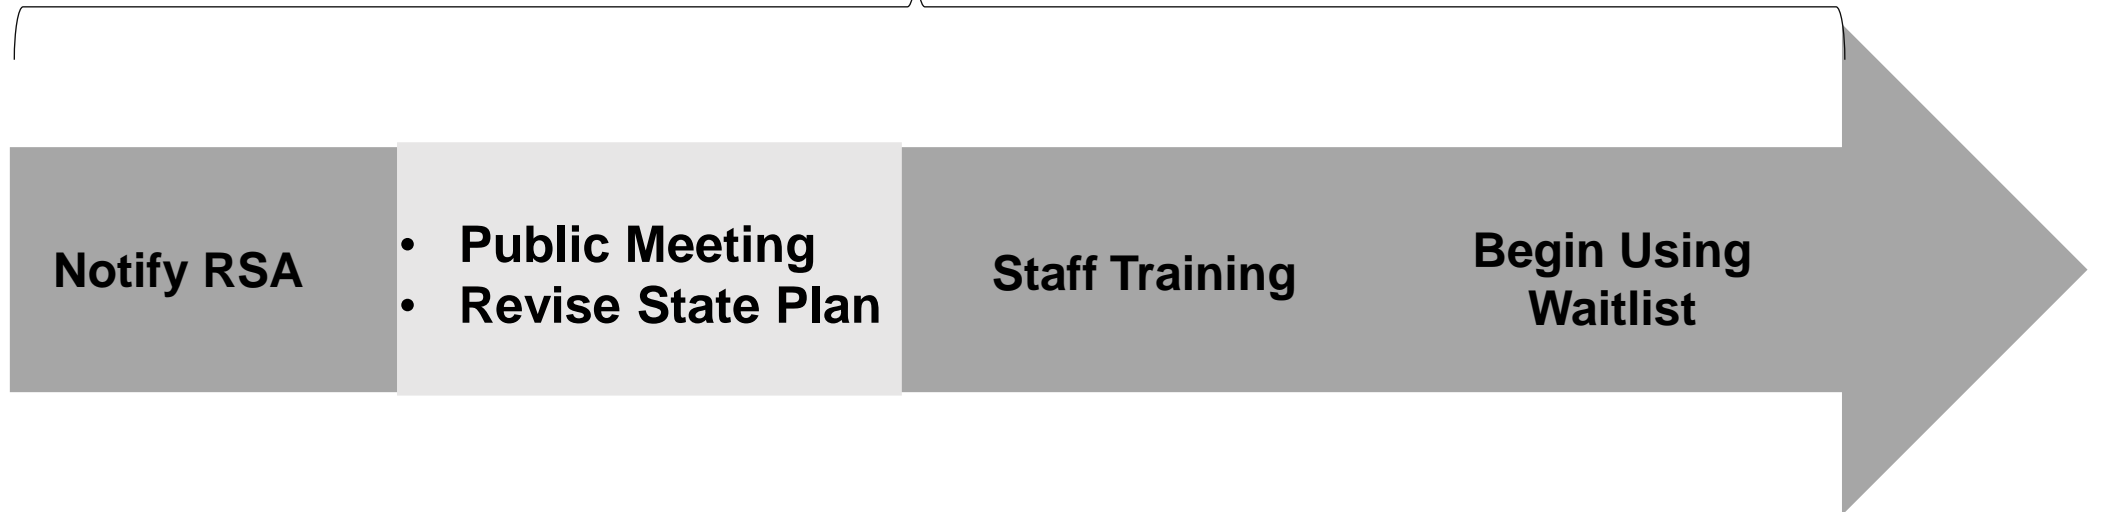 Notify RSA
• Public Meeting
• Revise State Plan
Staff Training
Begin Using
Waitlist